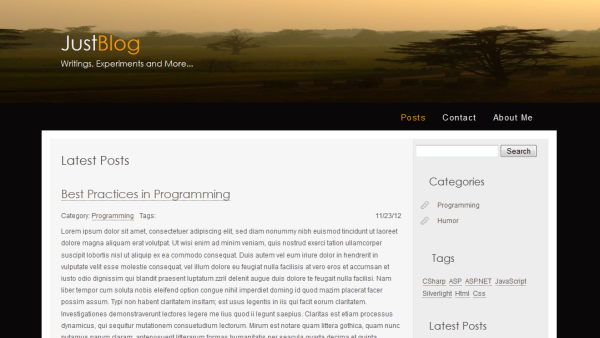 JustBlog
Writings, Experiments and More...
Posts Contact About Me
Latest Posts
Best Practices in Programming
Category: Programming Tags: 11/23/12
Lorem ipsum dolor sit amet, consectetuer adipiscing elit, sed diam nonummy nibh euismod tincidunt ut laoreet
dolore magna aliquam erat volutpat. Ut wisi enim ad minim veniam, quis nostrud exerci tation ullamcorper
suscipit lobortis nisl ut aliquip ex ea commodo consequat. Duis autem vel eum iriure dolor in hendrerit in
vulputate velit esse molestie consequat, vel illum dolore eu feugiat nulla facilisis at vero eros et accumsan et
iusto odio dignissim qui blandit praesent luptatum zzril delenit augue duis dolore te feugait nulla facilisi. Nam
liber tempor cum soluta nobis eleifend option congue nihil imperdiet doming id quod mazim placerat facer
possim assum. Typi non habent claritatem insitam; est usus legentis in iis qui facit eorum claritatem.
Investigationes demonstraverunt lectores legere me lius quod ii legunt saepius. Claritas est etiam processus
dynamicus, qui sequitur mutationem consuetudium lectorum. Mirum est notare quam littera gothica, quam nunc
putamus parum claram, anteposuerit litterarum formas humanitatis per seacula quarta decima et quinta
Search
Categories
Programming
Humor
Tags
CSharp ASP ASP.NET JavaScript
Silverlight Html Css
Latest Posts